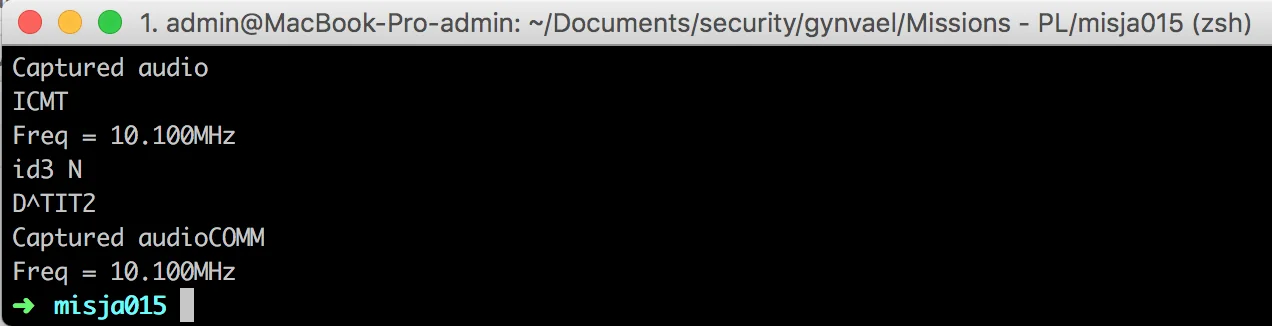 1. admin@MacBook-Pro-admin: ~/Documents/security/gynvael/Missions - PL/misja015 (zsh)
Captured audio
ICMT
Freq = 10.100MHz
id3 N
D^TIT2
Captured audioCOMM
Freq = 10.100MHz
➜ misja015